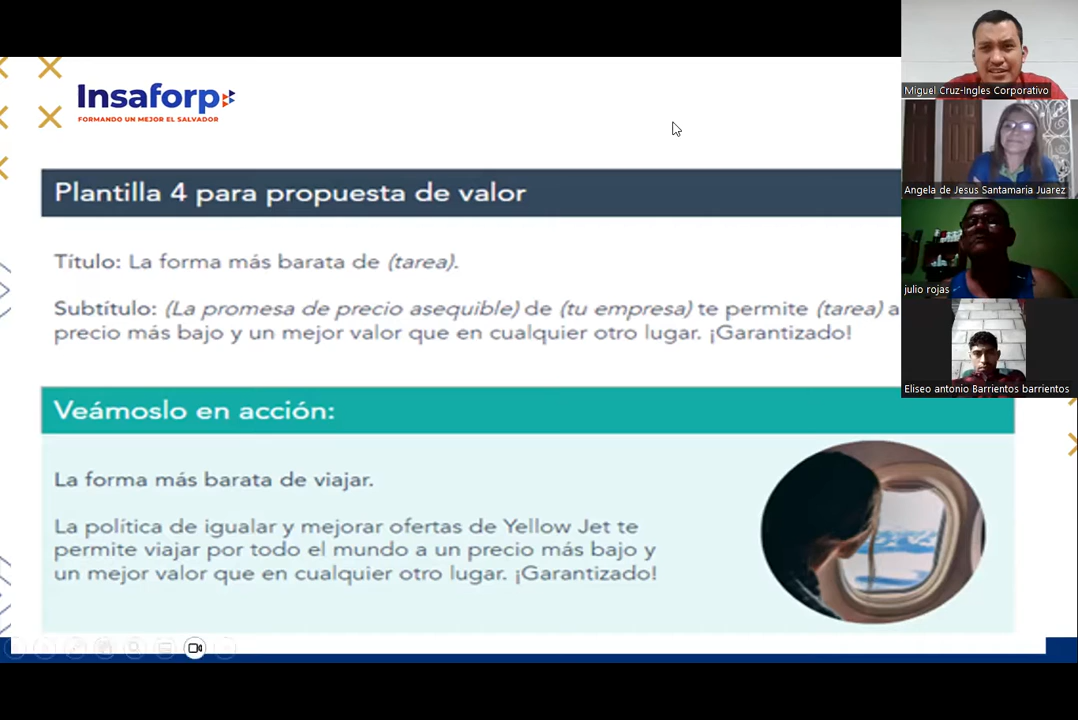 Insaforp
FORMANDO UN MEJOR EL SALVADOR
Plantilla 4 para propuesta de valor
Título: La forma más barata de (tarea).
Subtítulo: (La promesa de precio asequible) de (tu empresa) te permite (tarea) a
precio más bajo y un mejor valor que en cualquier otro lugar. ¡Garantizado!
Veámoslo en acción:
La forma más barata de viajar.
La política de igualar y mejorar ofertas de Yellow Jet te
permite viajar por todo el mundo a un precio más bajo y
un mejor valor que en cualquier otro lugar. ¡Garantizado!
Miguel Cruz-Ingles Corporativo
Angela de Jesus Santamaria Juarez
julio rojas
Eliseo antonio Barrientos barrientos